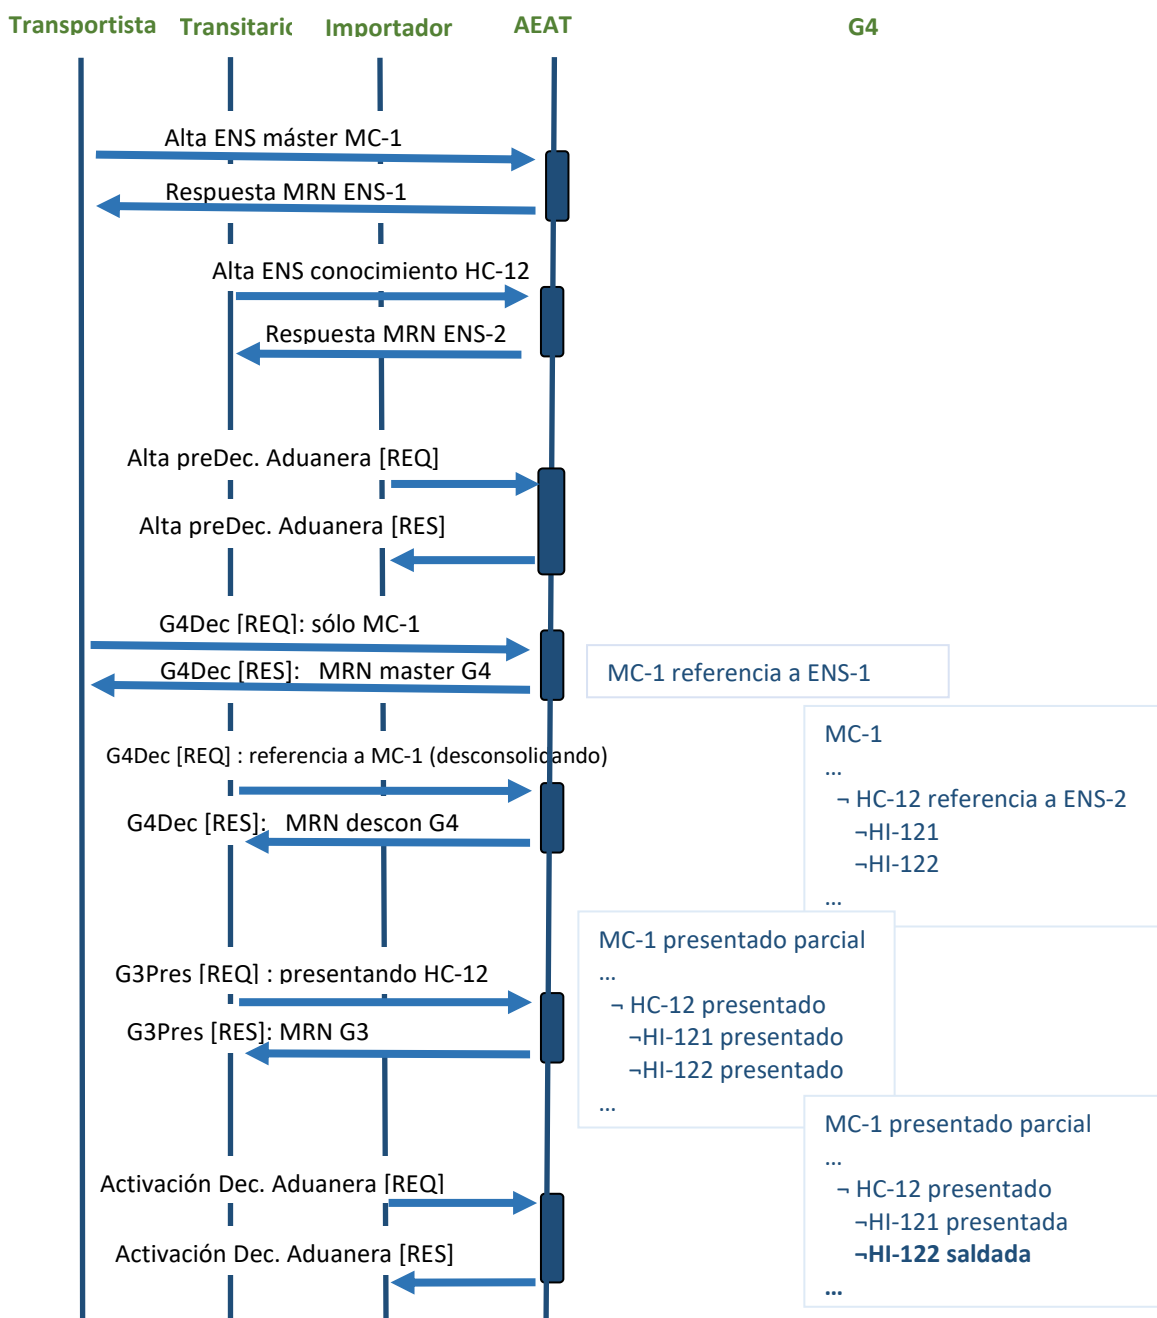 Transportista Transitario Importador AEAT G4
Alta ENS máster MC-1
Respuesta MRN ENS-1
Alta ENS conocimiento HC-12
Respuesta MRN ENS-2
Alta preDec. Aduanera [REQ]
Alta preDec. Aduanera [RES]
G4Dec [REQ]: sólo MC-1
G4Dec [RES]: MRN master G4
MC-1 referencia a ENS-1
G4Dec [REQ] : referencia a MC-1 (desconsolidando)
G4Dec [RES]: MRN descon G4
MC-1
...
¬ HC-12 referencia a ENS-2
¬HI-121
¬HI-122
...
G3Pres [REQ] : presentando HC-12
G3Pres [RES]: MRN G3
MC-1 presentado parcial
...
¬ HC-12 presentado
¬HI-121 presentado
¬HI-122 presentado
...
Activación Dec. Aduanera [REQ]
Activación Dec. Aduanera [RES]
MC-1 presentado parcial
...
¬ HC-12 presentado
¬HI-121 presentada
¬HI-122 saldada
...